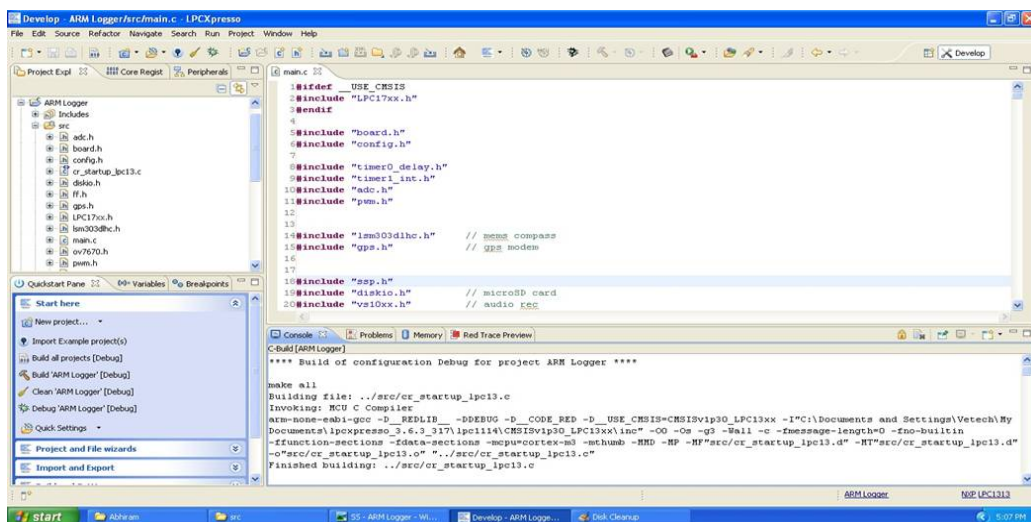 Develop - ARM Logger/src/main.c - LPCXpresso
File Edit Source Refactor Navigate Search Run Project Window Help
Develop
Project Expl
Core Regist
Peripherals
ARM Logger
Includes
src
adc.h
board.h
config.h
cr_startup_lpc13.c
diskio.h
ff.h
gps.h
LPC17xx.h
lsm303dlhc.h
main.c
ov7670.h
pwm.h
main.c
1 #ifdef __USE_CMSIS
2 #include "LPC17xx.h"
3 #endif
4
5 #include "board.h"
6 #include "config.h"
7
8 #include "timer0_delay.h"
9 #include "timer1_int.h"
10 #include "adc.h"
11 #include "pwm.h"
12
13
14 #include "lsm303dlhc.h" // mems compass
15 #include "gps.h" // gps modem
16
17
18 #include "ssp.h"
19 #include "diskio.h" // microSD card
20 #include "vs10xx.h" // audio rec
Quickstart Pane
Variables
Breakpoints
Start here
New project...
Import Example project(s)
Build all projects [Debug]
Build 'ARM Logger' [Debug]
Clean 'ARM Logger' [Debug]
Debug 'ARM Logger' [Debug]
Quick Settings
Project and File wizards
Import and Export
Console
Problems
Memory
Red Trace Preview
C-Build [ARM Logger]
**** Build of configuration Debug for project ARM Logger ****
make all
Building file: ../src/cr_startup_lpc13.c
Invoking: MCU C Compiler
arm-none-eabi-gcc -D__REDLIB__ -DDEBUG -D__CODE_RED -D__USE_CMSIS=CMSISv1p30_LPC13xx -I"C:\Documents and Settings\Vetech\My
Documents\lpcxpresso_3.6.3_317\lpc1114\CMSISv1p30_LPC13xx\inc" -O0 -Os -g3 -Wall -c -fmessage-length=0 -fno-builtin
-ffunction-sections -fdata-sections -mcpu=cortex-m3 -mthumb -MMD -MP -MF"src/cr_startup_lpc13.d" -MT"src/cr_startup_lpc13.d"
-o"src/cr_startup_lpc13.o" "../src/cr_startup_lpc13.c"
Finished building: ../src/cr_startup_lpc13.c
ARM Logger
NXP LPC1313
start
Abhiram
src
55 - ARM Logger - Wi...
Develop - ARM Logge...
Disk Cleanup
5:07 PM